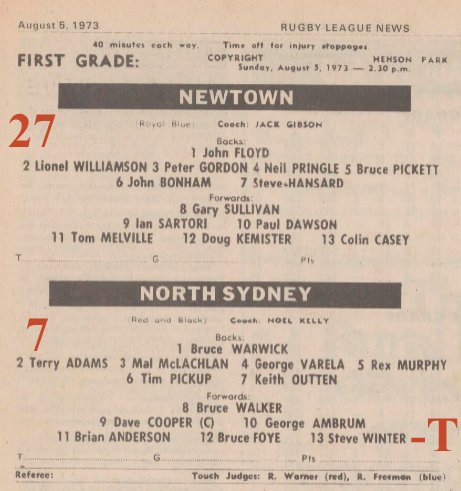 August 5, 1973 RUGBY LEAGUE NEWS
40 minutes each way. Time off for injury stoppages.
FIRST GRADE: COPYRIGHT HENSON PARK
Sunday, August 5, 1973 — 2.30 p.m.
NEWTOWN
27
(Royal Blue) Coach: JACK GIBSON
Backs:
1 John FLOYD
2 Lionel WILLIAMSON 3 Peter GORDON 4 Neil PRINGLE 5 Bruce PICKETT
6 John BONHAM 7 Steve HANSARD
Forwards:
8 Gary SULLIVAN
9 Ian SARTORI 10 Paul DAWSON
11 Tom MELVILLE 12 Doug KEMISTER 13 Colin CASEY
T G Pts
NORTH SYDNEY
7
Red and Black) Coach. NOEL KELLY
Backs:
1 Bruce WARWICK
2 Terry ADAMS 3 Mal McLACHLAN 4 George VARELA 5 Rex MURPHY
6 Tim PICKUP 7 Keith OUTTEN
Forwards:
8 Bruce WALKER
9 Dave COOPER (C) 10 George AMBRUM
11 Brian ANDERSON 12 Bruce FOYE 13 Steve WINTER -T
T G Pts
Referee: Touch Judges: R. Warner (red), R. Freeman (blue)